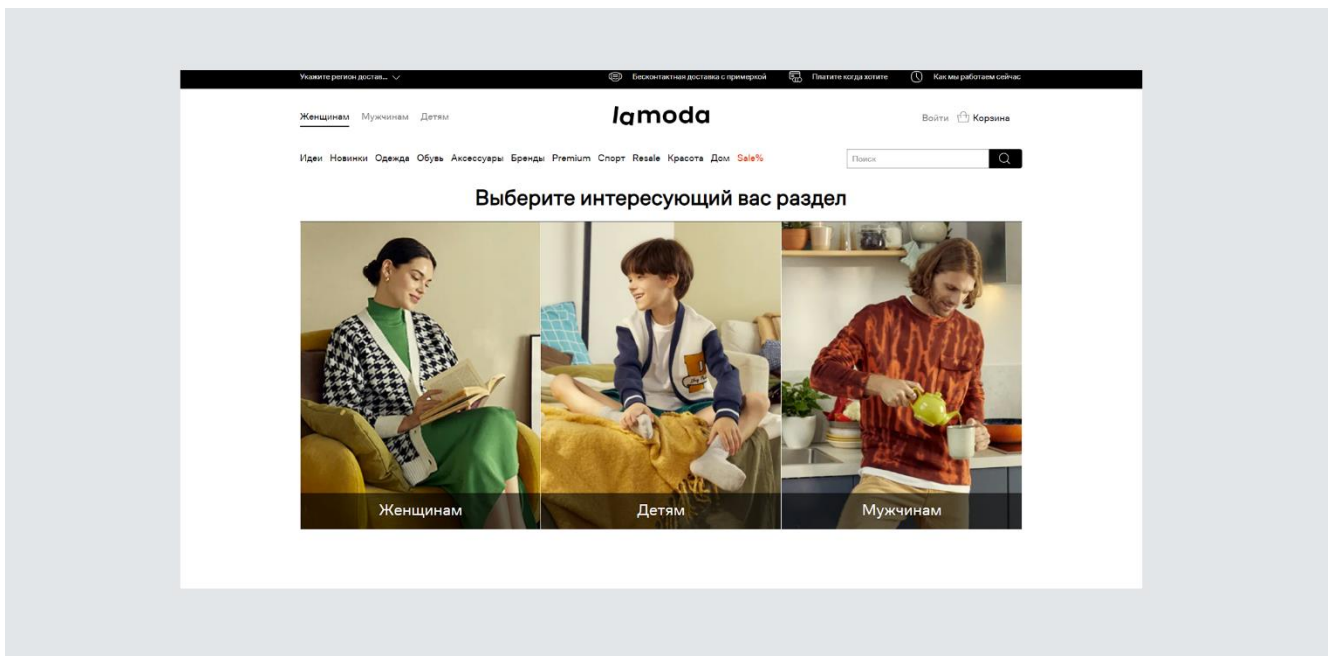 Укажите регион достав...
Бесконтактная доставка с примеркой
Платите когда хотите
Как мы работаем сейчас
Женщинам Мужчинам Детям
lamoda
Войти Корзина
Идеи Новинки Одежда Обувь Аксессуары Бренды Premium Спорт Resale Красота Дом Sale%
Поиск
Выберите интересующий вас раздел
Женщинам
Детям
Мужчинам